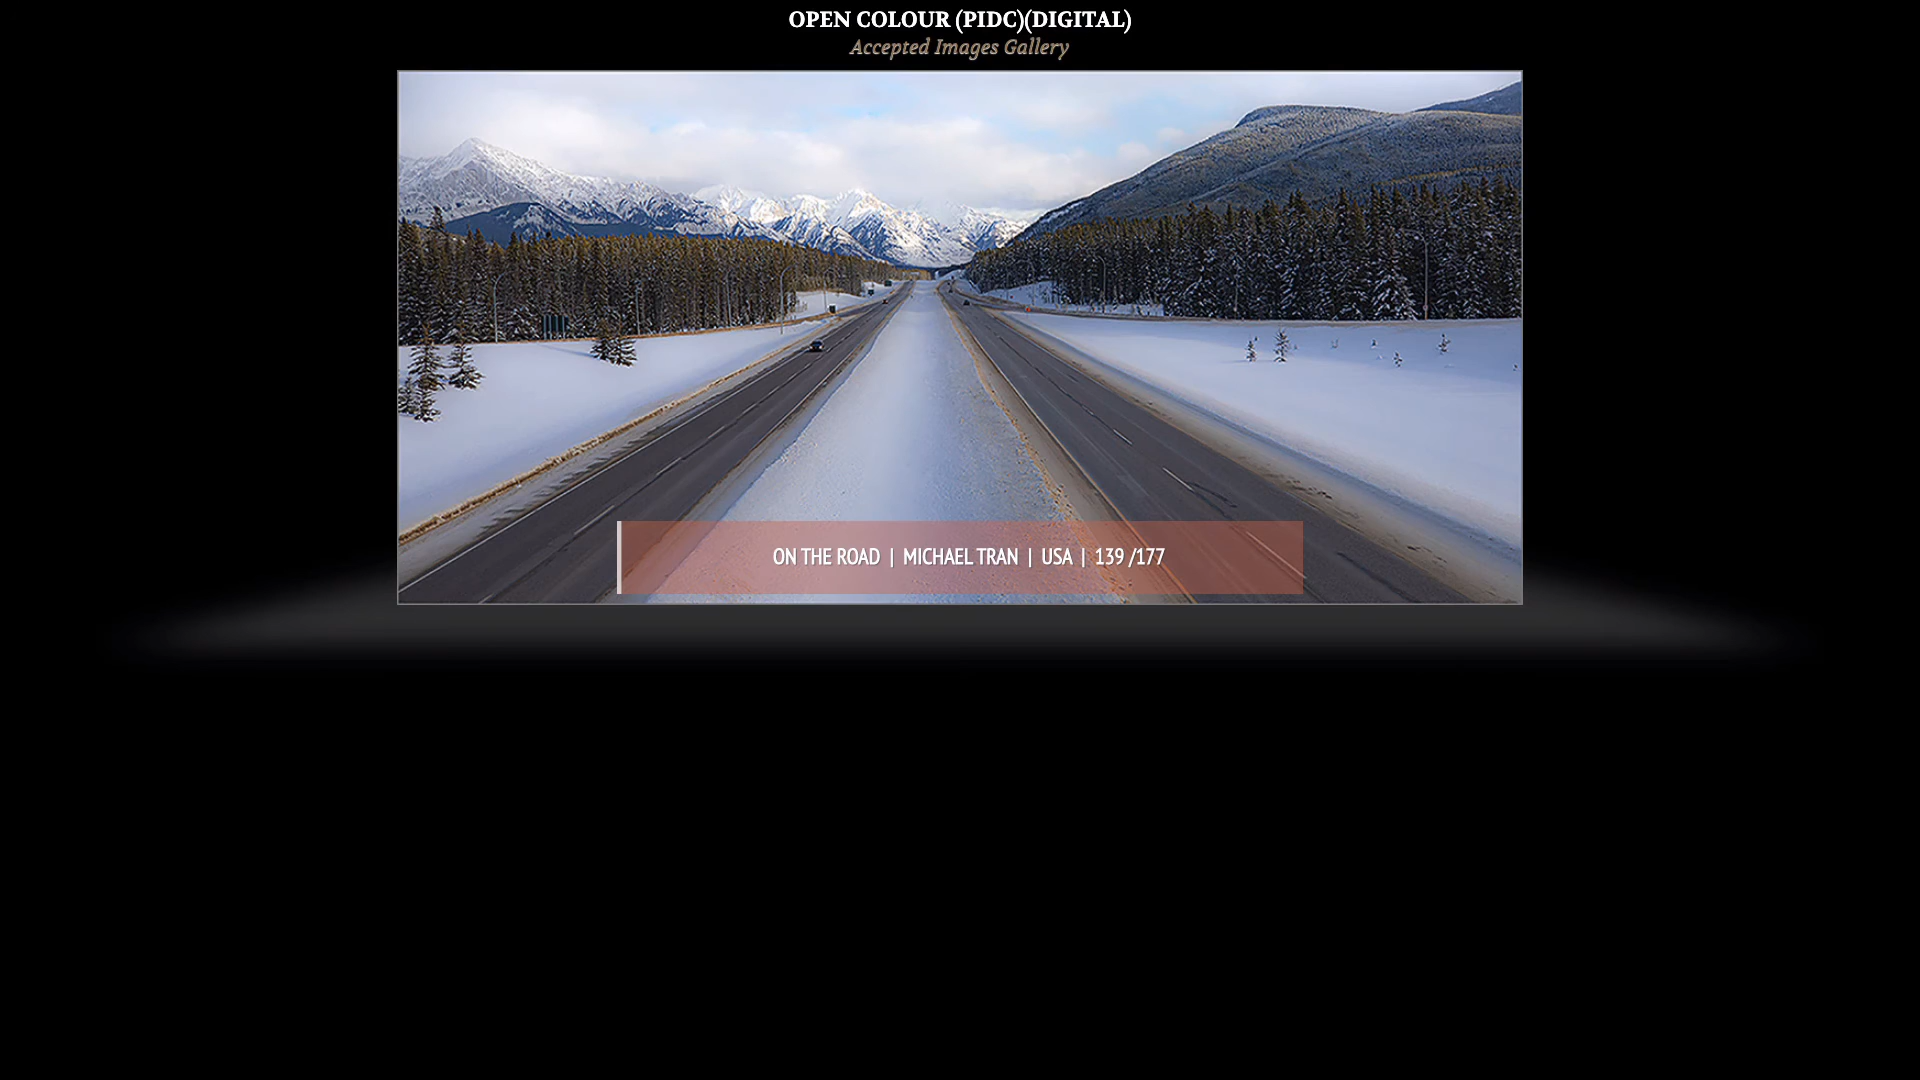 OPEN COLOUR (PIDC)(DIGITAL)
Accepted Images Gallery
ON THE ROAD | MICHAEL TRAN | USA | 139 /177